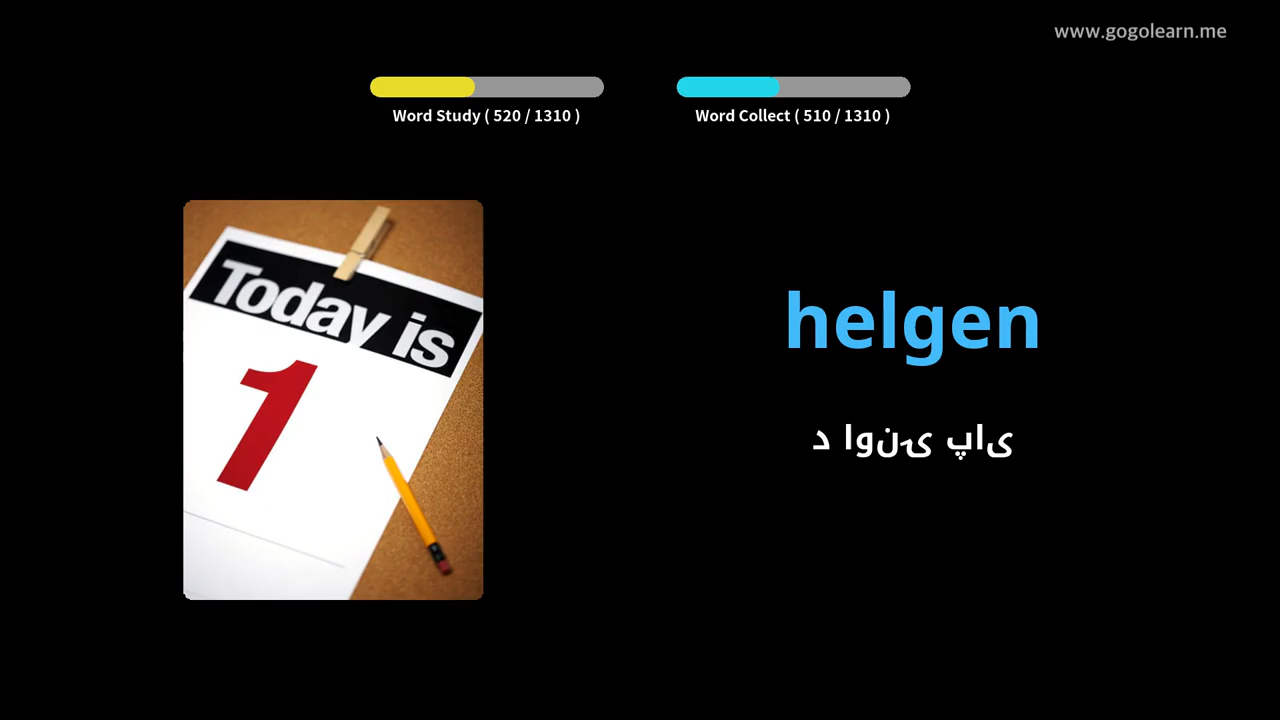 www.gogolearn.me
Word Study ( 520 / 1310 )
Word Collect ( 510 / 1310 )
Today is
1
helgen
د اونۍ پای